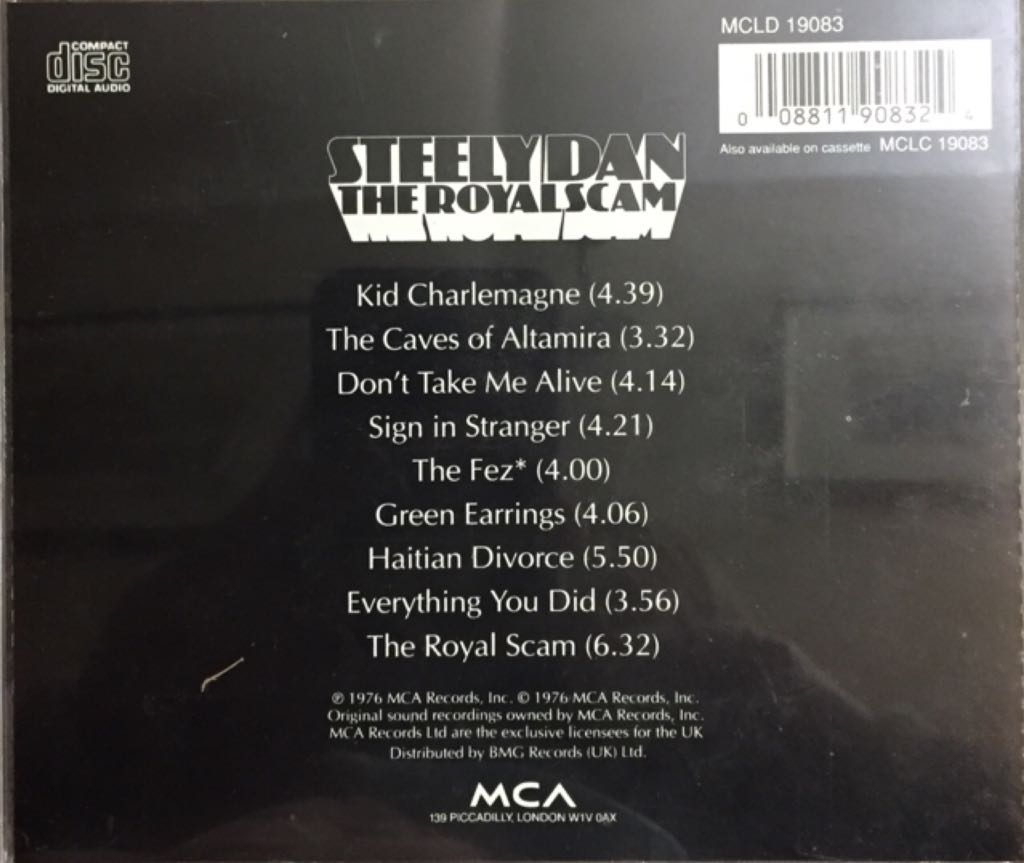 COMPACT
disc
DIGITAL AUDIO
MCLD 19083
0 08811 90832 4
Also available on cassette MCLC 19083
STEELY DAN
THE ROYAL SCAM
Kid Charlemagne (4.39)
The Caves of Altamira (3.32)
Don't Take Me Alive (4.14)
Sign in Stranger (4.21)
The Fez* (4.00)
Green Earrings (4.06)
Haitian Divorce (5.50)
Everything You Did (3.56)
The Royal Scam (6.32)
℗ 1976 MCA Records, Inc. © 1976 MCA Records, Inc.
Original sound recordings owned by MCA Records, Inc.
MCA Records Ltd are the exclusive licensees for the UK
Distributed by BMG Records (UK) Ltd.
MCA
139 PICCADILLY, LONDON W1V 0AX